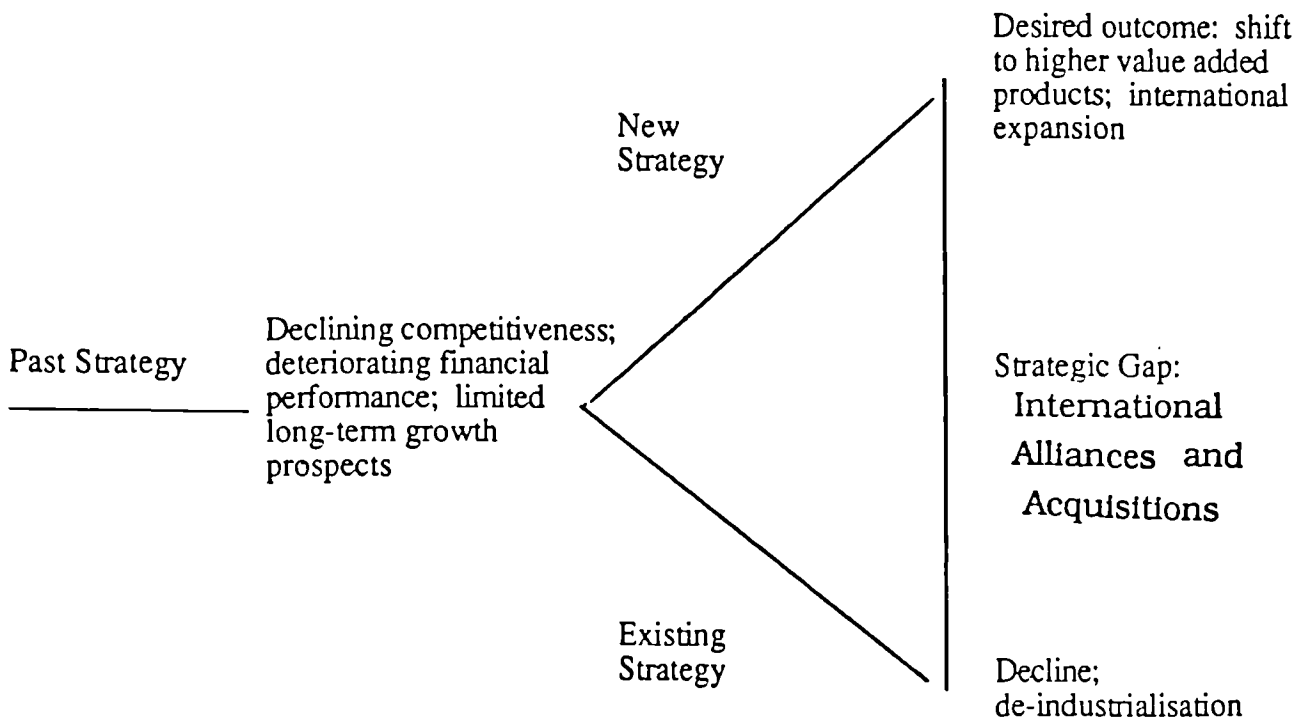 Desired outcome: shift
to higher value added
products; international
expansion
New
Strategy
Past Strategy
Declining competitiveness;
deteriorating financial
performance; limited
long-term growth
prospects
Strategic Gap:
International
Alliances and
Acquisitions
Existing
Strategy
Decline;
de-industrialisation